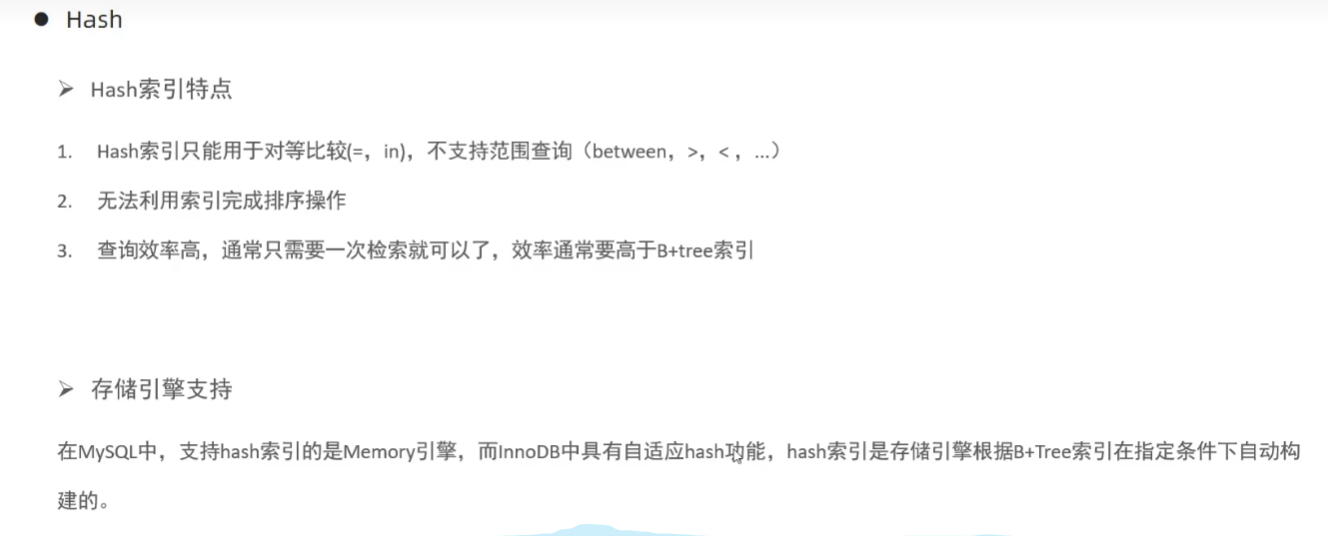 ● Hash
➢ Hash索引特点
1. Hash索引只能用于对等比较(=，in)，不支持范围查询（between，>，<，...）
2. 无法利用索引完成排序操作
3. 查询效率高，通常只需要一次检索就可以了，效率通常要高于B+tree索引
➢ 存储引擎支持
在MySQL中，支持hash索引的是Memory引擎，而InnoDB中具有自适应hash功能，hash索引是存储引擎根据B+Tree索引在指定条件下自动构
建的。